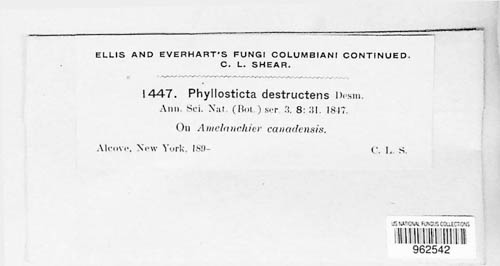 ELLIS AND EVERHART'S FUNGI COLUMBIANI CONTINUED.
C. L. SHEAR.
1447. Phyllosticta destructens Desm.
Ann. Sci. Nat. (Bot.) ser. 3. 8: 31. 1847.
On Amelanchier canadensis.
Alcove, New York, 189–
C. L. S.
US NATIONAL FUNGUS COLLECTIONS
962542